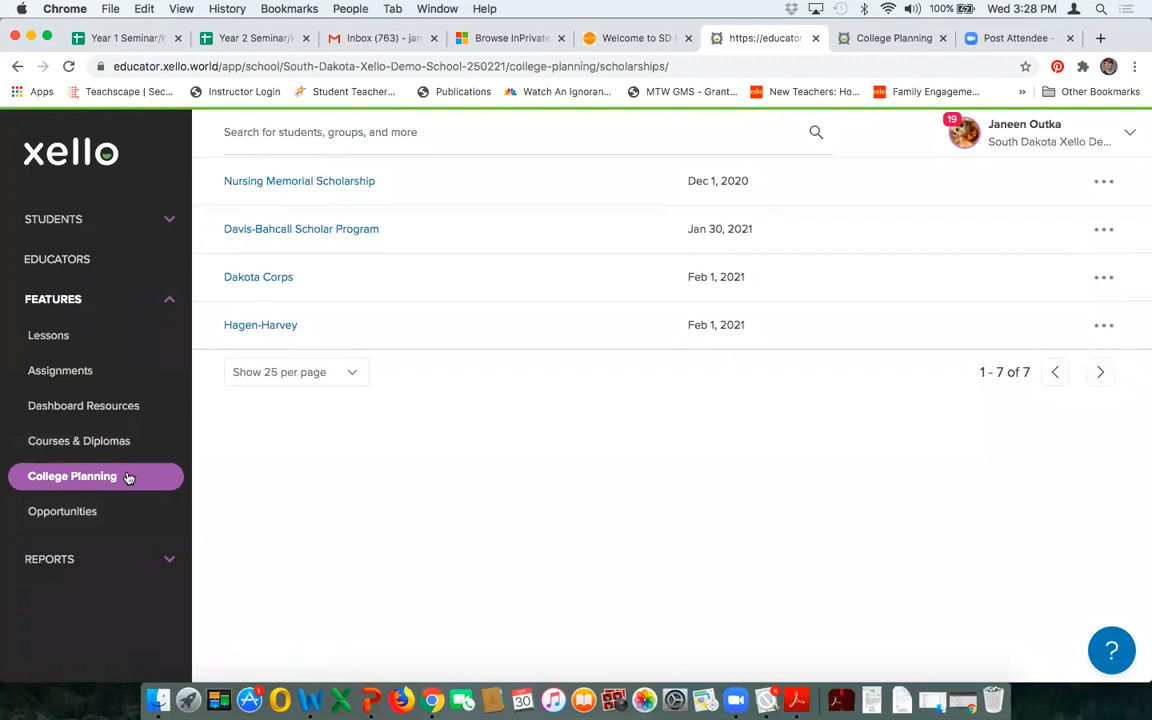 Chrome File Edit View History Bookmarks People Tab Window Help 100% Wed 3:28 PM
Year 1 Seminar/ Year 2 Seminar/ Inbox (763) - jan Browse InPrivate Welcome to SD https://educator College Planning Post Attendee -
educator.xello.world/app/school/South-Dakota-Xello-Demo-School-250221/college-planning/scholarships/
Apps Teachscape | Sec... Instructor Login Student Teacher... Publications Watch An Ignoran... MTW GMS - Grant... New Teachers: Ho... Family Engageme... » Other Bookmarks
xello
Search for students, groups, and more
19
Janeen Outka
South Dakota Xello De...
Nursing Memorial Scholarship Dec 1, 2020
STUDENTS
Davis-Bahcall Scholar Program Jan 30, 2021
EDUCATORS
Dakota Corps Feb 1, 2021
FEATURES
Hagen-Harvey Feb 1, 2021
Lessons
Assignments
Show 25 per page 1 - 7 of 7
Dashboard Resources
Courses & Diplomas
College Planning
Opportunities
REPORTS
?
30